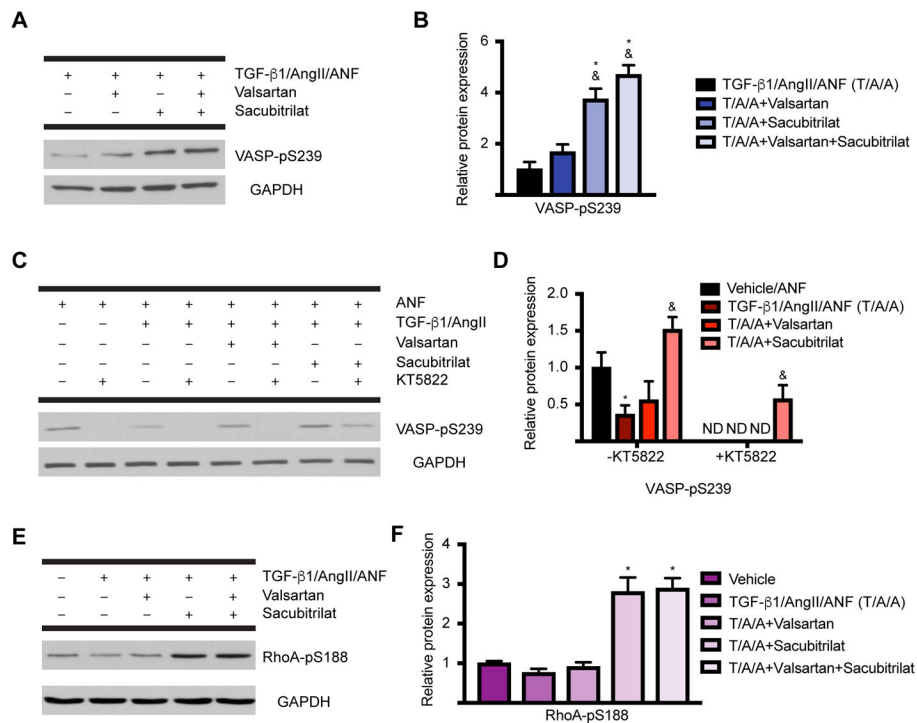 A
+ + + + TGF-β1/AngII/ANF
– + – + Valsartan
– – + + Sacubitrilat
VASP-pS239
GAPDH
B
Relative protein expression
6
4
2
*
&
*
&
VASP-pS239
TGF-β1/AngII/ANF (T/A/A)
T/A/A+Valsartan
T/A/A+Sacubitrilat
T/A/A+Valsartan+Sacubitrilat
C
+ + + + + + + + ANF
– – + + + + + + TGF-β1/AngII
– – – – + + – – Valsartan
– – – – – – + + Sacubitrilat
– + – + – + – + KT5822
VASP-pS239
GAPDH
D
Relative protein expression
2.0
1.5
1.0
0.5
*
&
ND ND ND
&
-KT5822 +KT5822
VASP-pS239
Vehicle/ANF
TGF-β1/AngII/ANF (T/A/A)
T/A/A+Valsartan
T/A/A+Sacubitrilat
E
– + + + + TGF-β1/AngII/ANF
– – + – + Valsartan
– – – + + Sacubitrilat
RhoA-pS188
GAPDH
F
Relative protein expression
4
3
2
1
* *
RhoA-pS188
Vehicle
TGF-β1/AngII/ANF (T/A/A)
T/A/A+Valsartan
T/A/A+Sacubitrilat
T/A/A+Valsartan+Sacubitrilat